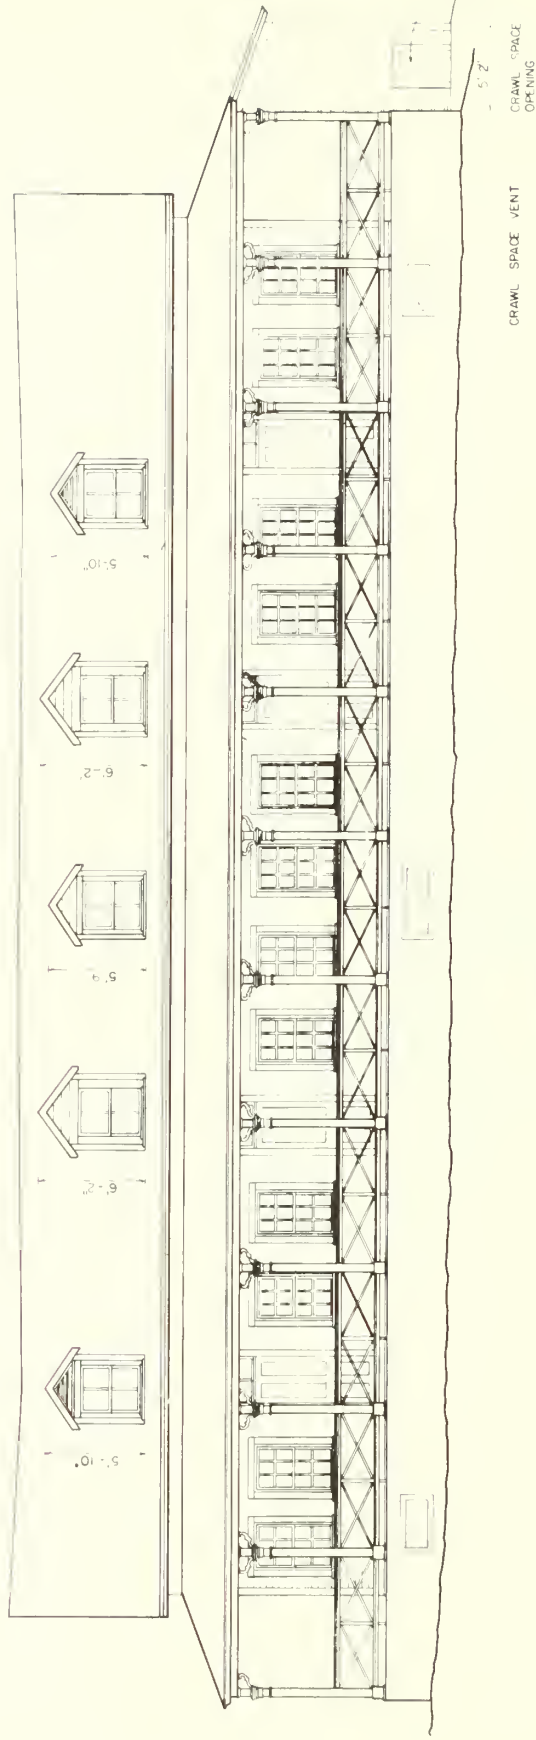 5'-10"
6'-2"
5'9
6'-2"
5'-10"
5'2"
CRAWL SPACE VENT
CRAWL SPACE
OPENING